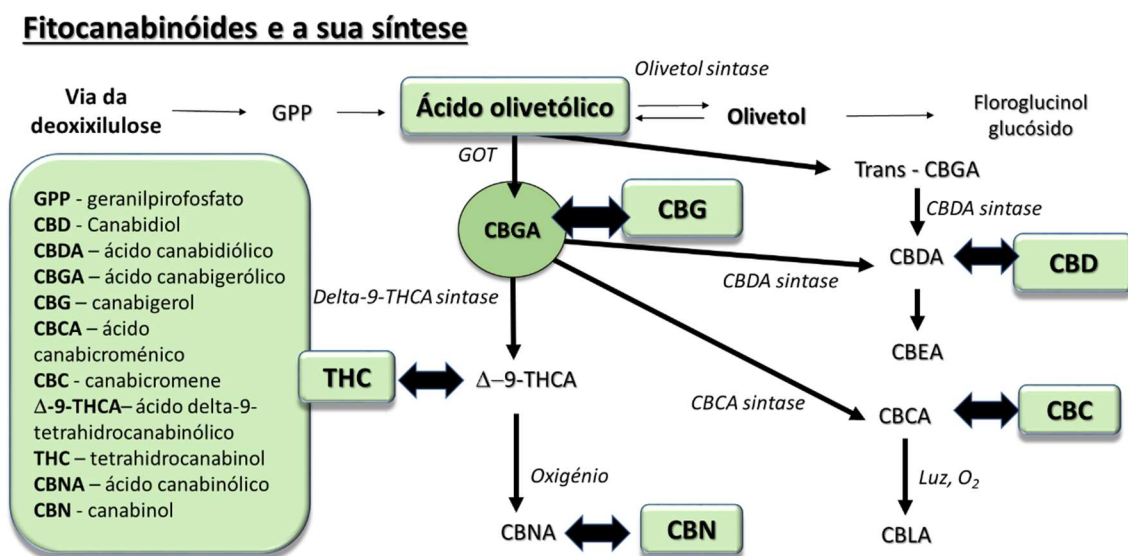 Fitocanabinóides e a sua síntese
Olivetol sintase
Via da
deoxixilulose
GPP
Ácido olivetólico
Olivetol
Floroglucinol
glucósido
GOT
Trans - CBGA
GPP - geranilpirofosfato
CBD - Canabidiol
CBDA – ácido canabidiólico
CBGA – ácido canabigerólico
CBG – canabigerol
CBCA – ácido
canabicroménico
CBC - canabicromene
Δ-9-THCA– ácido delta-9-
tetrahidrocanabinólico
THC – tetrahidrocanabinol
CBNA – ácido canabinólico
CBN - canabinol
CBGA
CBG
CBDA sintase
CBDA sintase
CBDA
CBD
Delta-9-THCA sintase
CBEA
THC
Δ–9-THCA
CBCA sintase
CBCA
CBC
Oxigénio
Luz, O₂
CBNA
CBN
CBLA